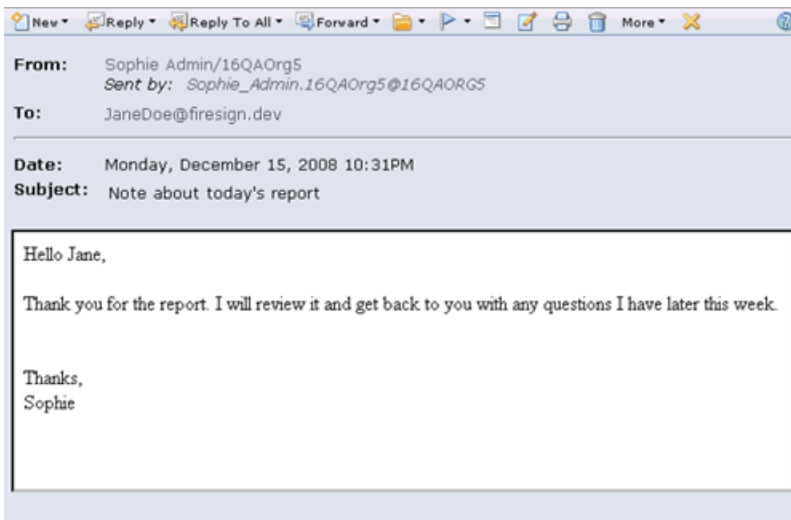 New Reply Reply To All Forward More
From: Sophie Admin/16QAOrg5
Sent by: Sophie_Admin.16QAOrg5@16QAORG5
To: JaneDoe@firesign.dev
Date: Monday, December 15, 2008 10:31PM
Subject: Note about today's report
Hello Jane,
Thank you for the report. I will review it and get back to you with any questions I have later this week.
Thanks,
Sophie